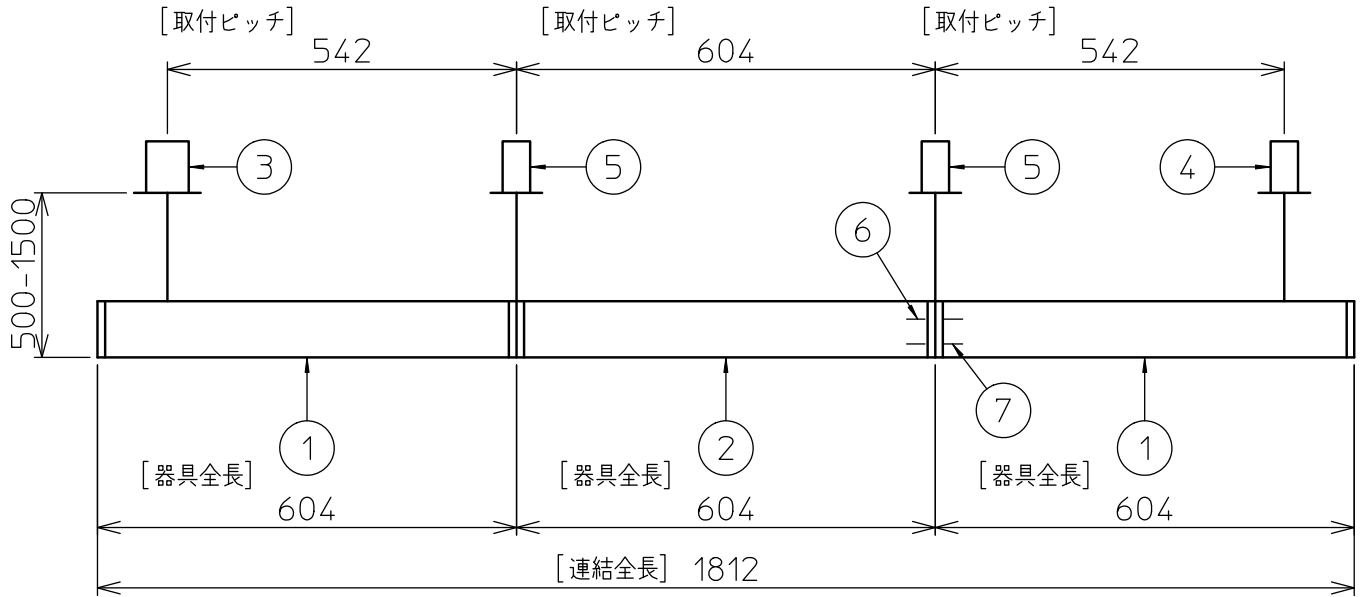 [取付ピッチ] [取付ピッチ] [取付ピッチ]
542 604 542
③ ⑤ ⑤ ④
500-1500
⑥
⑦
① ② ①
[器具全長] [器具全長] [器具全長]
604 604 604
[連結全長] 1812